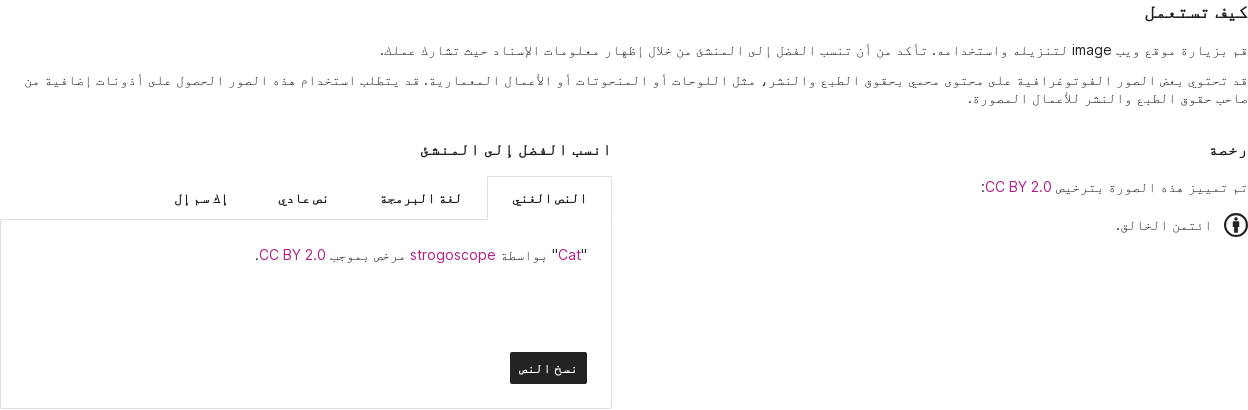 كيف تستعمل
قم بزيارة موقع ويب image لتنزيله واستخدامه. تأكد من أن تنسب الفضل إلى المنشئ من خلال إظهار معلومات الإسناد حيث تشارك عملك.
قد تحتوي بعض الصور الفوتوغرافية على محتوى محمي بحقوق الطبع والنشر، مثل اللوحات أو المنحوتات أو الأعمال المعمارية. قد يتطلب استخدام هذه الصور الحصول على أذونات إضافية من
صاحب حقوق الطبع والنشر للأعمال المصورة.
رخصة
تم تمييز هذه الصورة بترخيص CC BY 2.0:
ائتمن الخالق.
انسب الفضل إلى المنشئ
النص الغني
لغة البرمجة
نص عادي
إك سم إل
"Cat" بواسطة strogoscope مرخص بموجب CC BY 2.0.
نسخ النص